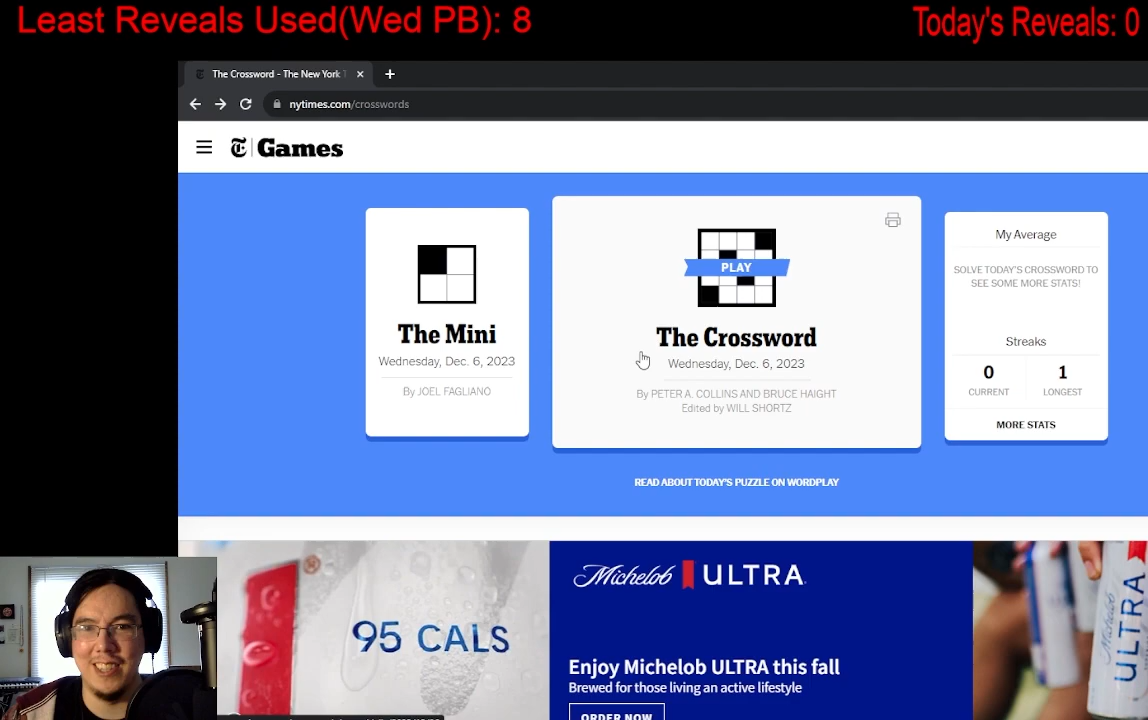 Least Reveals Used(Wed PB): 8
Today's Reveals: 0
The Crossword - The New York
nytimes.com/crosswords
T Games
The Mini
Wednesday, Dec. 6, 2023
By JOEL FAGLIANO
PLAY
The Crossword
Wednesday, Dec. 6, 2023
By PETER A. COLLINS AND BRUCE HAIGHT
Edited by WILL SHORTZ
My Average
SOLVE TODAY'S CROSSWORD TO
SEE SOME MORE STATS!
Streaks
0 1
CURRENT LONGEST
MORE STATS
READ ABOUT TODAY'S PUZZLE ON WORDPLAY
95 CALS
Michelob ULTRA
Enjoy Michelob ULTRA this fall
Brewed for those living an active lifestyle
ORDER NOW
Michelob
ULTRA